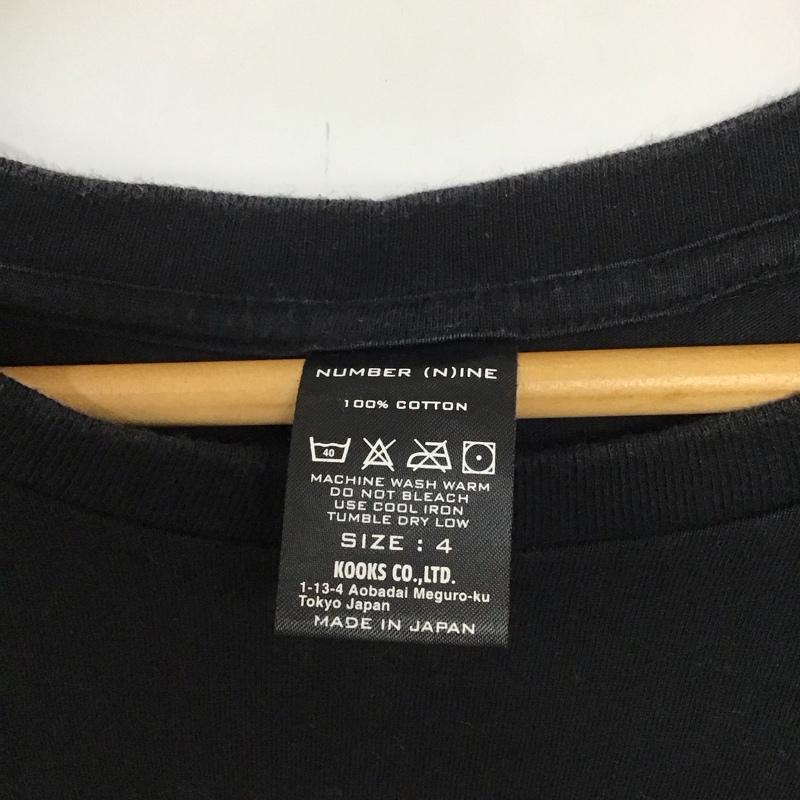 NUMBER (N)INE
100% COTTON
40
MACHINE WASH WARM
DO NOT BLEACH
USE COOL IRON
TUMBLE DRY LOW
SIZE : 4
KOOKS CO.,LTD.
1-13-4 Aobadai Meguro-ku
Tokyo Japan
MADE IN JAPAN